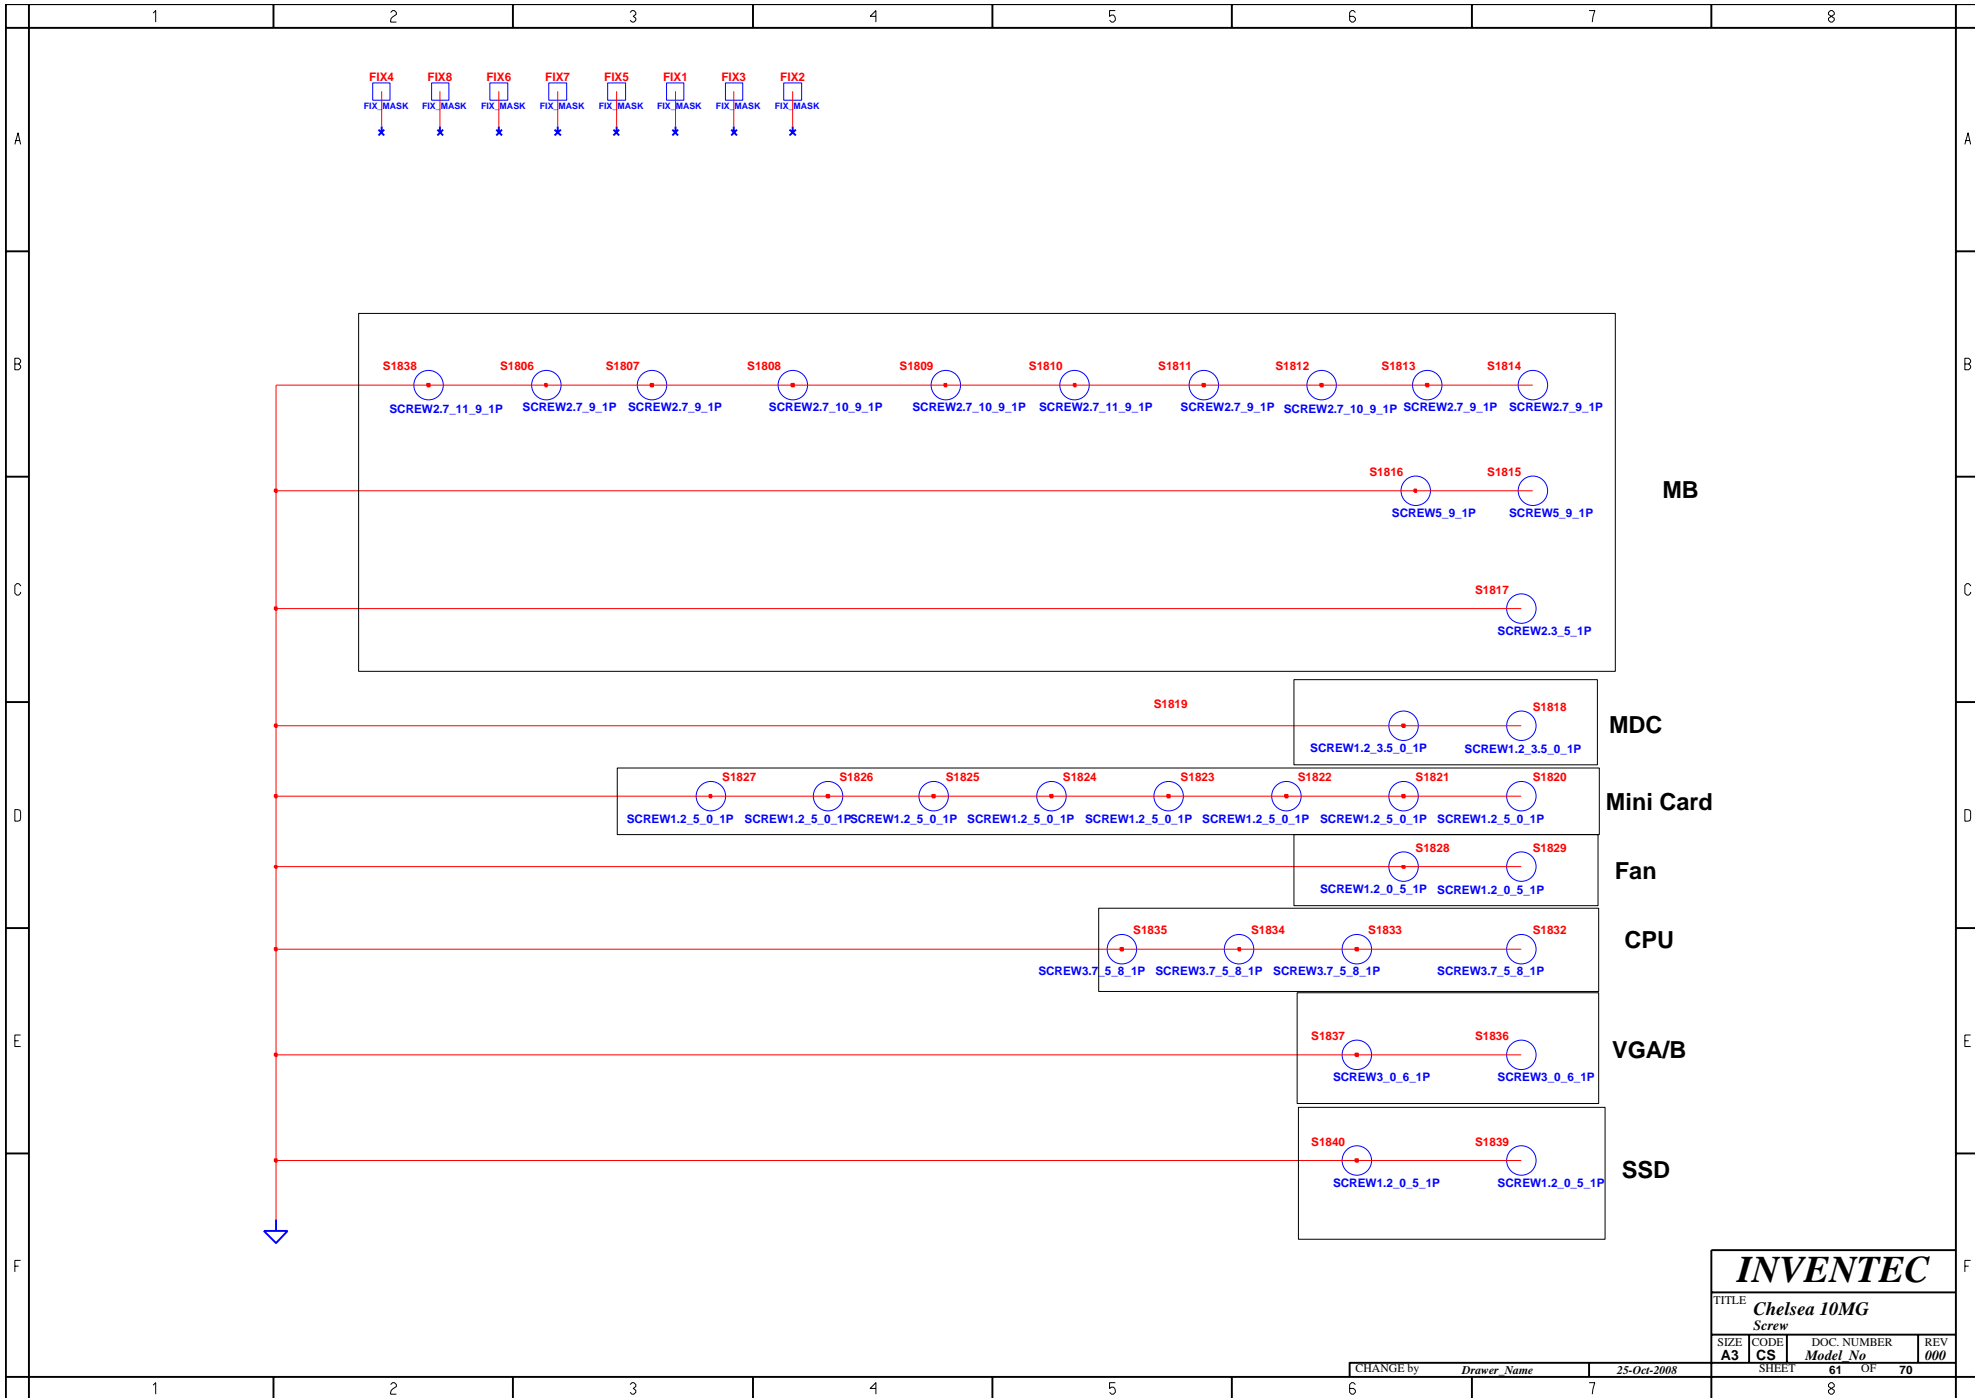 1 2 3 4 5 6 7 8
FIX4 FIX8 FIX6 FIX7 FIX5 FIX1 FIX3 FIX2
FIX_MASK FIX_MASK FIX_MASK FIX_MASK FIX_MASK FIX_MASK FIX_MASK FIX_MASK
A A
B B
S1838 S1806 S1807 S1808 S1809 S1810 S1811 S1812 S1813 S1814
SCREW2.7_11_9_1P SCREW2.7_9_1P SCREW2.7_9_1P SCREW2.7_10_9_1P SCREW2.7_10_9_1P SCREW2.7_11_9_1P SCREW2.7_9_1P SCREW2.7_10_9_1P SCREW2.7_9_1P SCREW2.7_9_1P
S1816 S1815
MB
SCREW5_9_1P SCREW5_9_1P
C C
S1817
SCREW2.3_5_1P
S1819 S1818
MDC
SCREW1.2_3.5_0_1P SCREW1.2_3.5_0_1P
S1827 S1826 S1825 S1824 S1823 S1822 S1821 S1820
Mini Card
SCREW1.2_5_0_1P SCREW1.2_5_0_1P SCREW1.2_5_0_1P SCREW1.2_5_0_1P SCREW1.2_5_0_1P SCREW1.2_5_0_1P SCREW1.2_5_0_1P SCREW1.2_5_0_1P
D D
S1828 S1829
Fan
SCREW1.2_0_5_1P SCREW1.2_0_5_1P
S1835 S1834 S1833 S1832
CPU
SCREW3.7_5_8_1P SCREW3.7_5_8_1P SCREW3.7_5_8_1P SCREW3.7_5_8_1P
E E
S1837 S1836
VGA/B
SCREW3_0_6_1P SCREW3_0_6_1P
S1840 S1839
SSD
SCREW1.2_0_5_1P SCREW1.2_0_5_1P
F F
INVENTEC
TITLE Chelsea 10MG
Screw
SIZE CODE DOC. NUMBER REV
A3 CS Model_No 000
CHANGE by Drawer_Name 25-Oct-2008 SHEET 61 OF 70
1 2 3 4 5 6 7 8